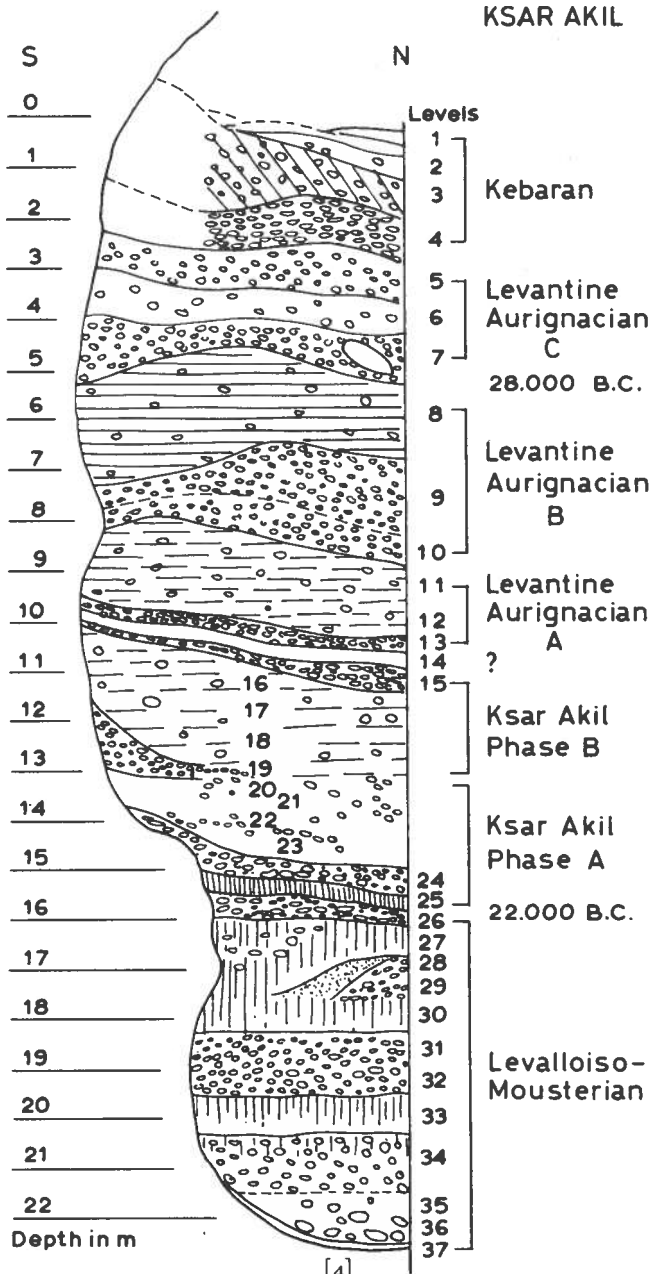 KSAR AKIL
S
N
0
1
2
3
4
5
6
7
8
9
10
11
12
13
14
15
16
17
18
19
20
21
22
Depth in m
Levels
1
2
3
4
5
6
7
8
9
10
11
12
13
14
15
16
17
18
19
20
21
22
23
24
25
26
27
28
29
30
31
32
33
34
35
36
37
Kebaran
Levantine
Aurignacian
C
28.000 B.C.
Levantine
Aurignacian
B
Levantine
Aurignacian
A
?
Ksar Akil
Phase B
Ksar Akil
Phase A
22.000 B.C.
Levalloiso-
Mousterian
[4]